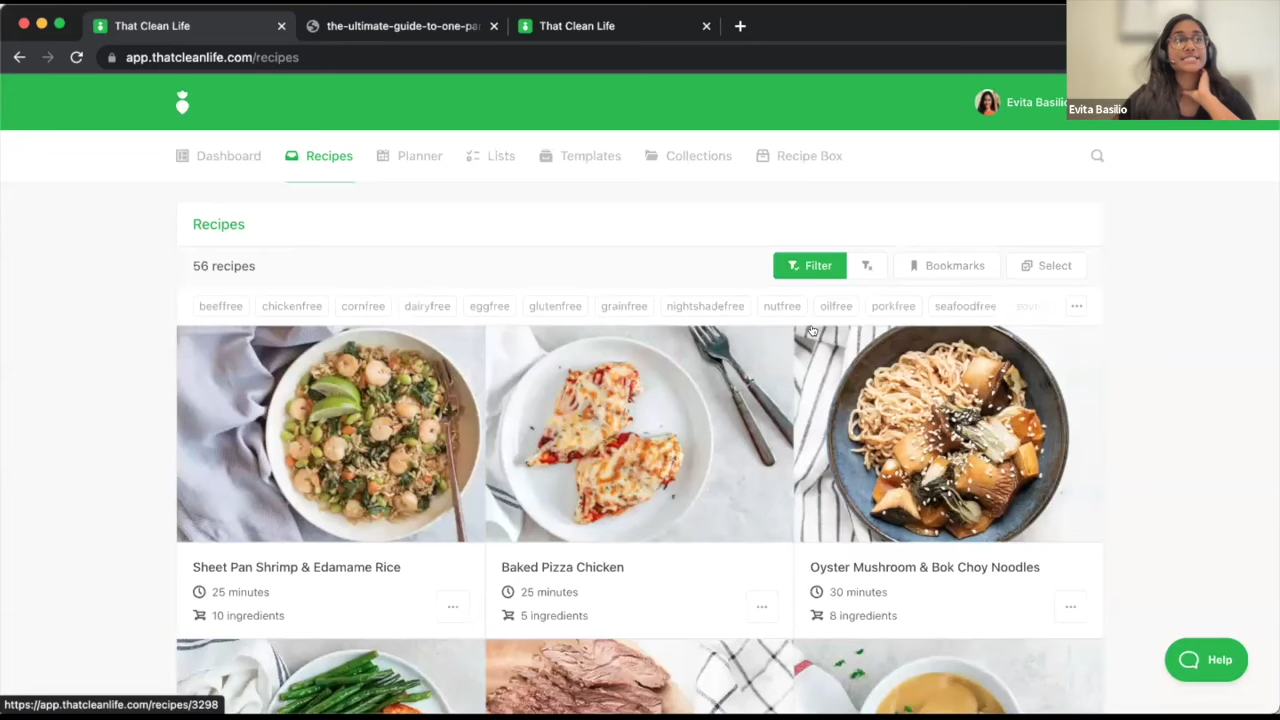 That Clean Life
the-ultimate-guide-to-one-pa
That Clean Life
app.thatcleanlife.com/recipes
Evita Basilio
Evita Basilio
Dashboard
Recipes
Planner
Lists
Templates
Collections
Recipe Box
Recipes
56 recipes
Filter
Bookmarks
Select
beeffree
chickenfree
cornfree
dairyfree
eggfree
glutenfree
grainfree
nightshadefree
nutfree
oilfree
porkfree
seafoodfree
Sheet Pan Shrimp & Edamame Rice
25 minutes
10 ingredients
Baked Pizza Chicken
25 minutes
5 ingredients
Oyster Mushroom & Bok Choy Noodles
30 minutes
8 ingredients
Help
https://app.thatcleanlife.com/recipes/3298